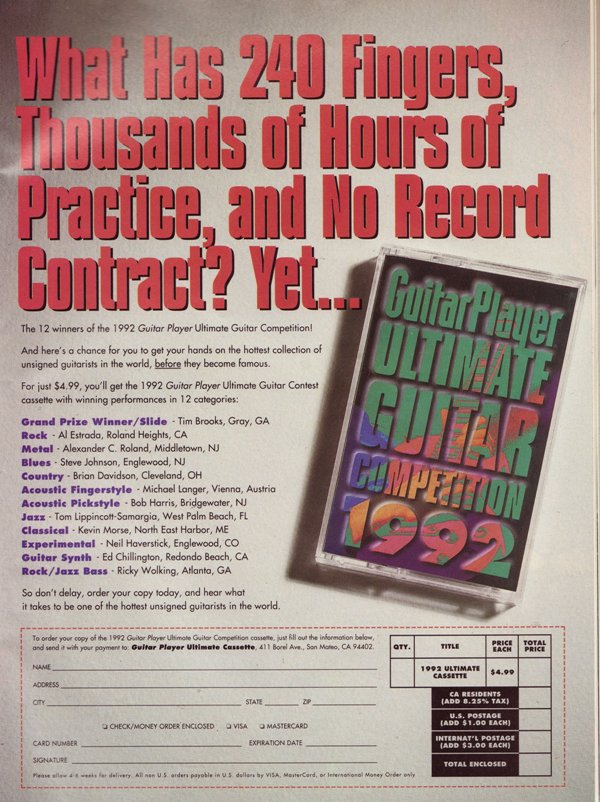 What Has 240 Fingers,
Thousands of Hours of
Practice, and No Record
Contract? Yet...
The 12 winners of the 1992 Guitar Player Ultimate Guitar Competition!
And here's a chance for you to get your hands on the hottest collection of
unsigned guitarists in the world, before they become famous.
For just $4.99, you'll get the 1992 Guitar Player Ultimate Guitar Contest
cassette with winning performances in 12 categories:
Grand Prize Winner/Slide - Tim Brooks, Gray, GA
Rock - Al Estrada, Roland Heights, CA
Metal - Alexander C. Roland, Middletown, NJ
Blues - Steve Johnson, Englewood, NJ
Country - Brian Davidson, Cleveland, OH
Acoustic Fingerstyle - Michael Langer, Vienna, Austria
Acoustic Pickstyle - Bob Harris, Bridgewater, NJ
Jazz - Tom Lippincott-Samargia, West Palm Beach, FL
Classical - Kevin Morse, North East Harbor, ME
Experimental - Neil Haverstick, Englewood, CO
Guitar Synth - Ed Chillington, Redondo Beach, CA
Rock/Jazz Bass - Ricky Wolking, Atlanta, GA
So don't delay, order your copy today, and hear what
it takes to be one of the hottest unsigned guitarists in the world.
GuitarPlayer
ULTIMATE
GUITAR
COMPETITION
1992
To order your copy of the 1992 Guitar Player Ultimate Guitar Competition cassette, just fill out the information below,
and send it with your payment to: Guitar Player Ultimate Cassette, 411 Borel Ave., San Mateo, CA 94402.
NAME
ADDRESS
CITY STATE ZIP
❏ CHECK/MONEY ORDER ENCLOSED ❏ VISA ❏ MASTERCARD
CARD NUMBER EXPIRATION DATE
SIGNATURE
Please allow 4-6 weeks for delivery. All non U.S. orders payable in U.S. dollars by VISA, MasterCard, or International Money Order only
QTY. TITLE PRICE EACH TOTAL PRICE
1992 ULTIMATE CASSETTE $4.99
CA RESIDENTS
(ADD 8.25% TAX)
U.S. POSTAGE
(ADD $1.00 EACH)
INTERNAT'L POSTAGE
(ADD $3.00 EACH)
TOTAL ENCLOSED